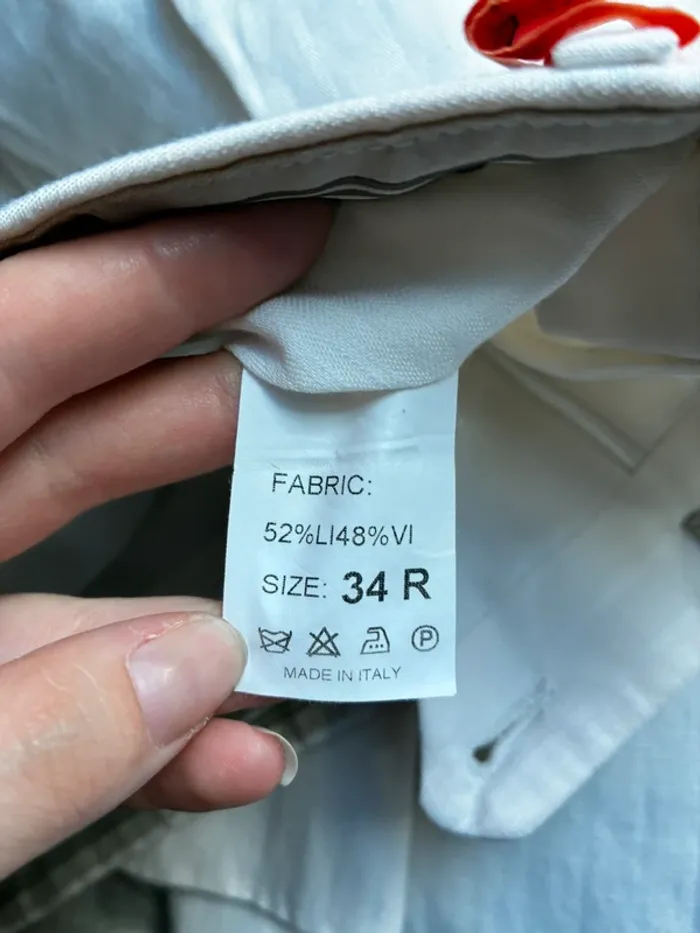 FABRIC:
52%LI48%VI
SIZE: 34 R
P
MADE IN ITALY